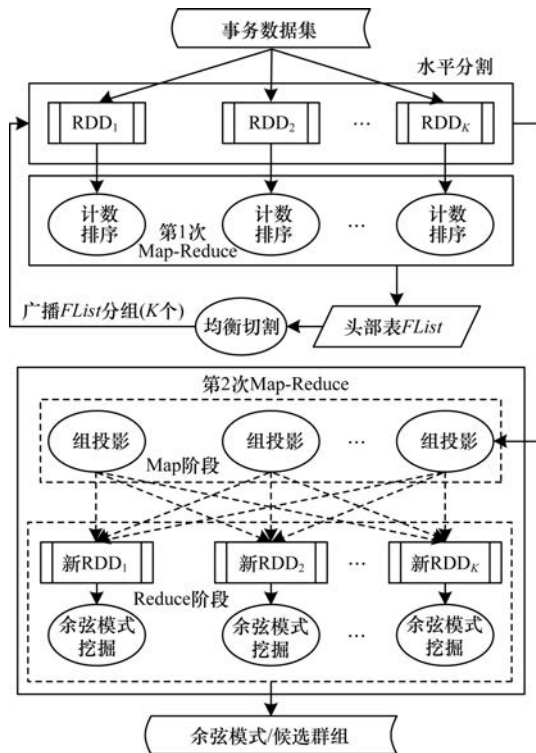 事务数据集
水平分割
RDD1 RDD2 … RDDK
计数排序 计数排序 … 计数排序
第1次Map-Reduce
广播FList分组(K个)
均衡切割
头部表FList
第2次Map-Reduce
组投影 组投影 … 组投影
Map阶段
新RDD1 新RDD2 … 新RDDK
Reduce阶段
余弦模式挖掘 余弦模式挖掘 … 余弦模式挖掘
余弦模式/候选群组